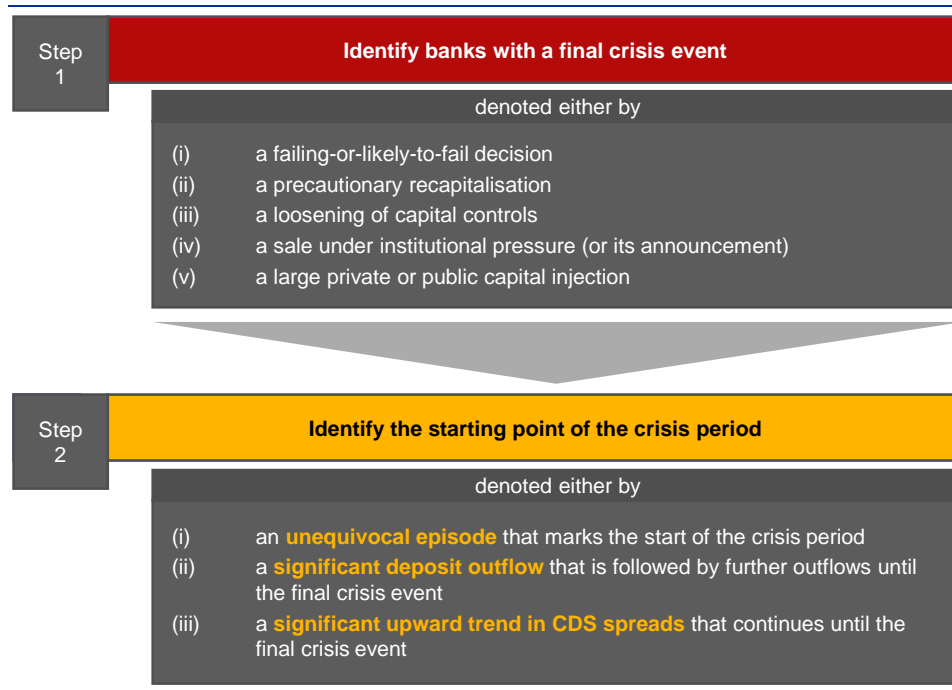 Step
1
Identify banks with a final crisis event
denoted either by
(i) a failing-or-likely-to-fail decision
(ii) a precautionary recapitalisation
(iii) a loosening of capital controls
(iv) a sale under institutional pressure (or its announcement)
(v) a large private or public capital injection
Step
2
Identify the starting point of the crisis period
denoted either by
(i) an unequivocal episode that marks the start of the crisis period
(ii) a significant deposit outflow that is followed by further outflows until
the final crisis event
(iii) a significant upward trend in CDS spreads that continues until the
final crisis event